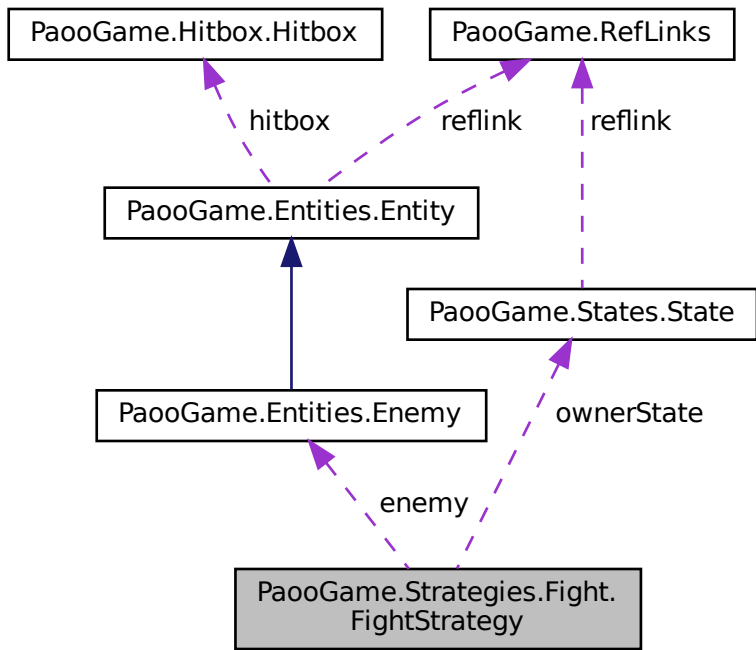 PaooGame.Hitbox.Hitbox
PaooGame.RefLinks
hitbox
reflink
reflink
PaooGame.Entities.Entity
PaooGame.States.State
PaooGame.Entities.Enemy
ownerState
enemy
PaooGame.Strategies.Fight.
FightStrategy